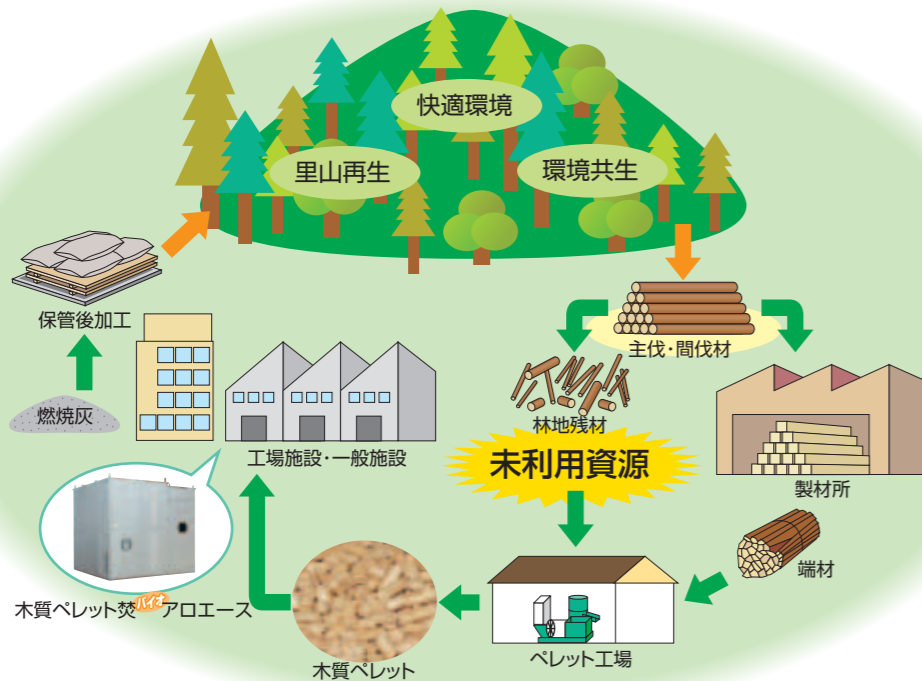 快適環境
里山再生
環境共生
保管後加工
主伐・間伐材
燃焼灰
林地残材
工場施設・一般施設
未利用資源
製材所
端材
木質ペレット焚バイオアロエース
ペレット工場
木質ペレット